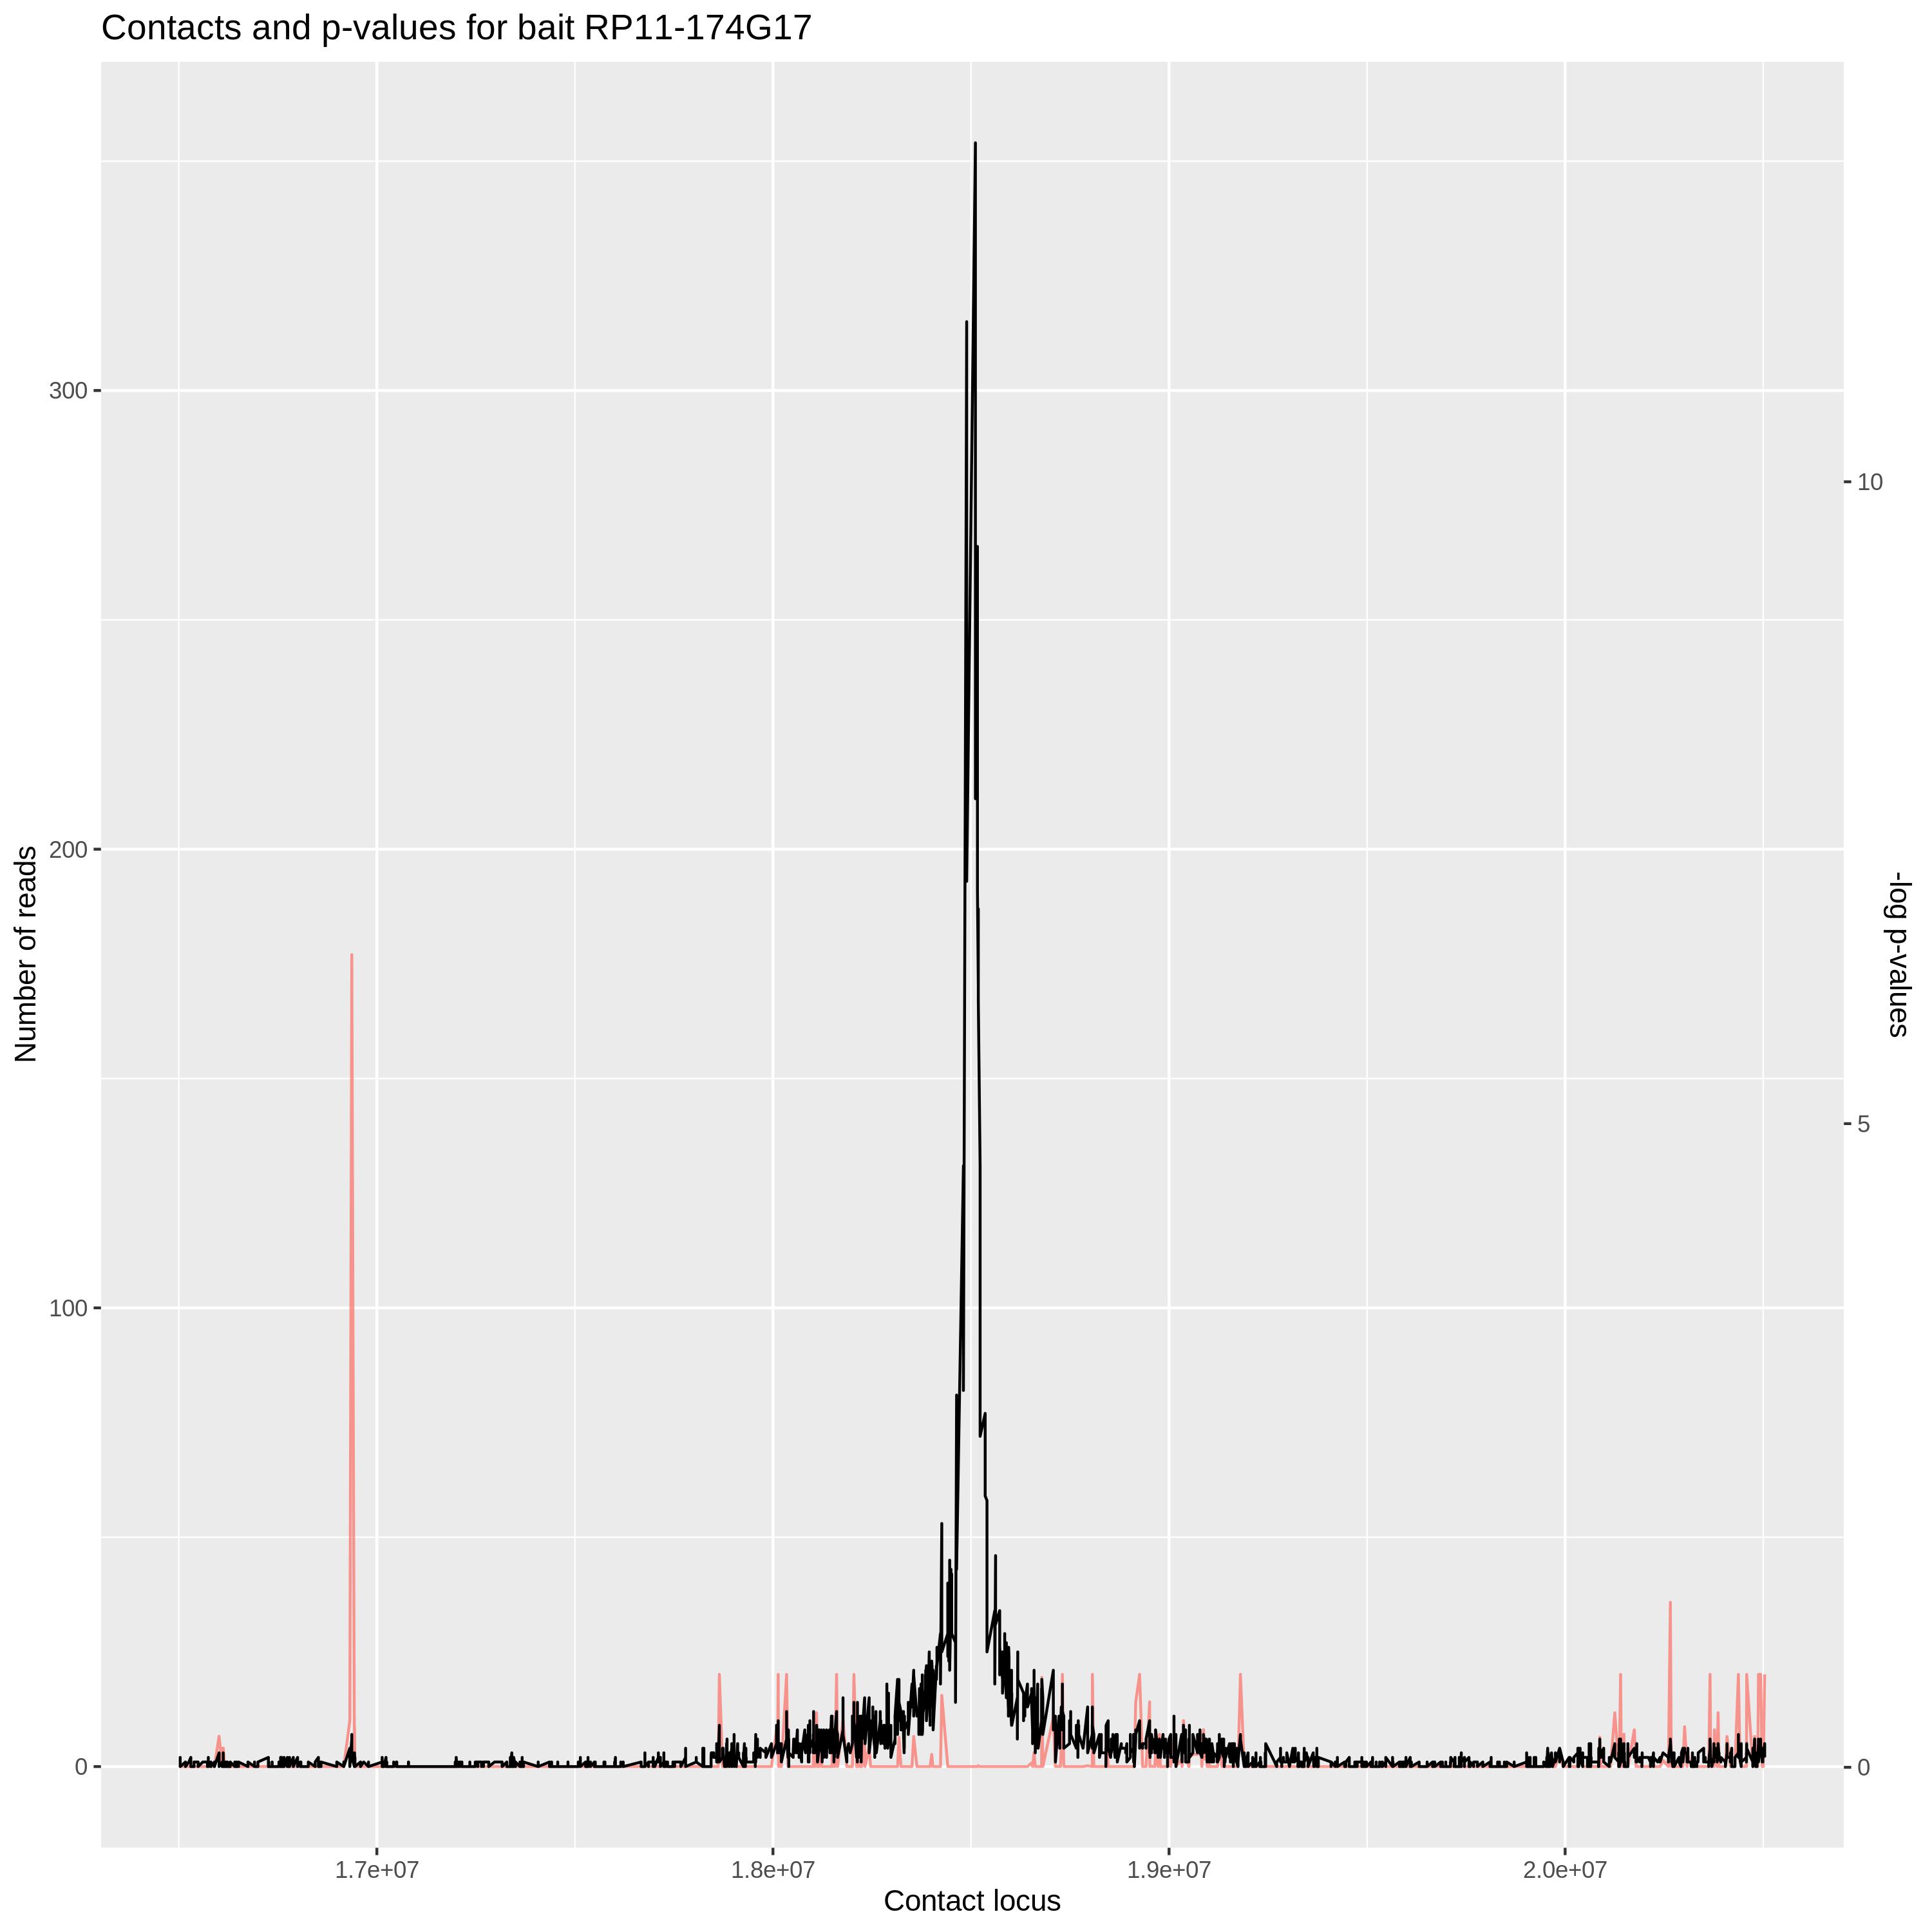 Contacts and p-values for bait RP11-174G17
300
200
100
0
Number of reads
10
5
0
-log p-values
1.7e+07
1.8e+07
1.9e+07
2.0e+07
Contact locus